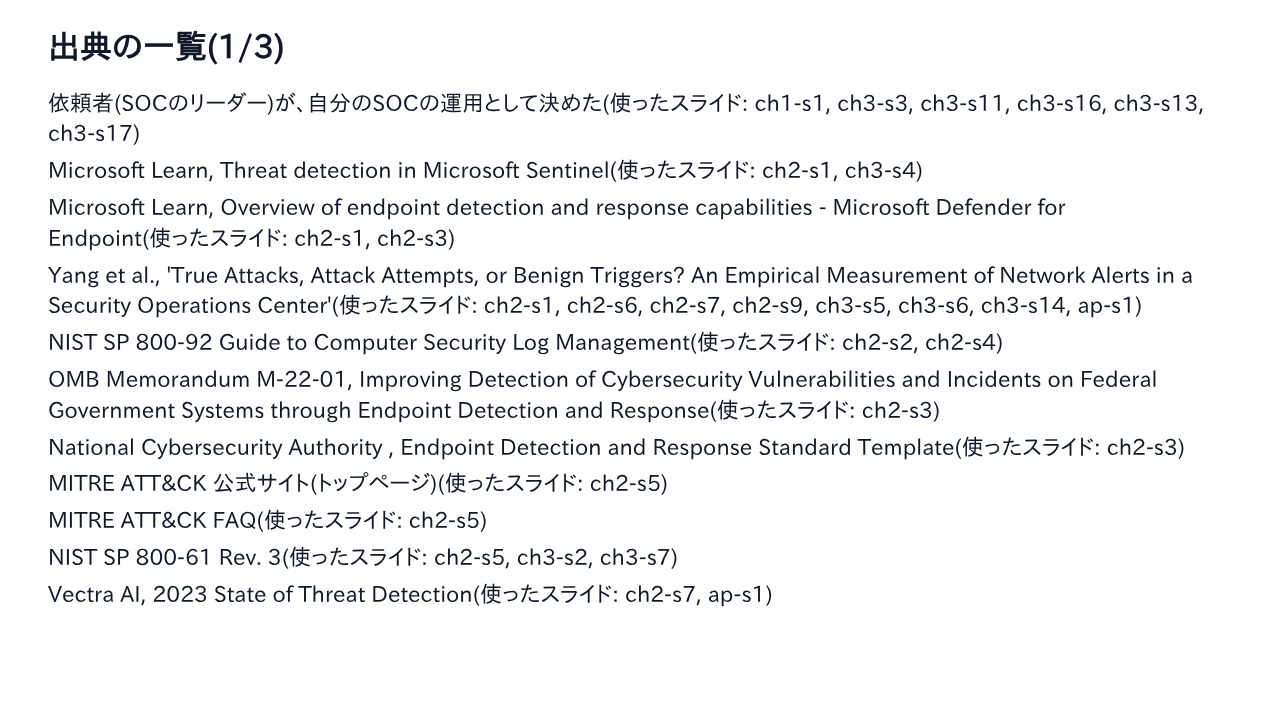 出典の一覧(1/3)
依頼者(SOCのリーダー)が、自分のSOCの運用として決めた(使ったスライド: ch1-s1, ch3-s3, ch3-s11, ch3-s16, ch3-s13,
ch3-s17)
Microsoft Learn, Threat detection in Microsoft Sentinel(使ったスライド: ch2-s1, ch3-s4)
Microsoft Learn, Overview of endpoint detection and response capabilities - Microsoft Defender for
Endpoint(使ったスライド: ch2-s1, ch2-s3)
Yang et al., 'True Attacks, Attack Attempts, or Benign Triggers? An Empirical Measurement of Network Alerts in a
Security Operations Center'(使ったスライド: ch2-s1, ch2-s6, ch2-s7, ch2-s9, ch3-s5, ch3-s6, ch3-s14, ap-s1)
NIST SP 800-92 Guide to Computer Security Log Management(使ったスライド: ch2-s2, ch2-s4)
OMB Memorandum M-22-01, Improving Detection of Cybersecurity Vulnerabilities and Incidents on Federal
Government Systems through Endpoint Detection and Response(使ったスライド: ch2-s3)
National Cybersecurity Authority , Endpoint Detection and Response Standard Template(使ったスライド: ch2-s3)
MITRE ATT&CK 公式サイト(トップページ)(使ったスライド: ch2-s5)
MITRE ATT&CK FAQ(使ったスライド: ch2-s5)
NIST SP 800-61 Rev. 3(使ったスライド: ch2-s5, ch3-s2, ch3-s7)
Vectra AI, 2023 State of Threat Detection(使ったスライド: ch2-s7, ap-s1)